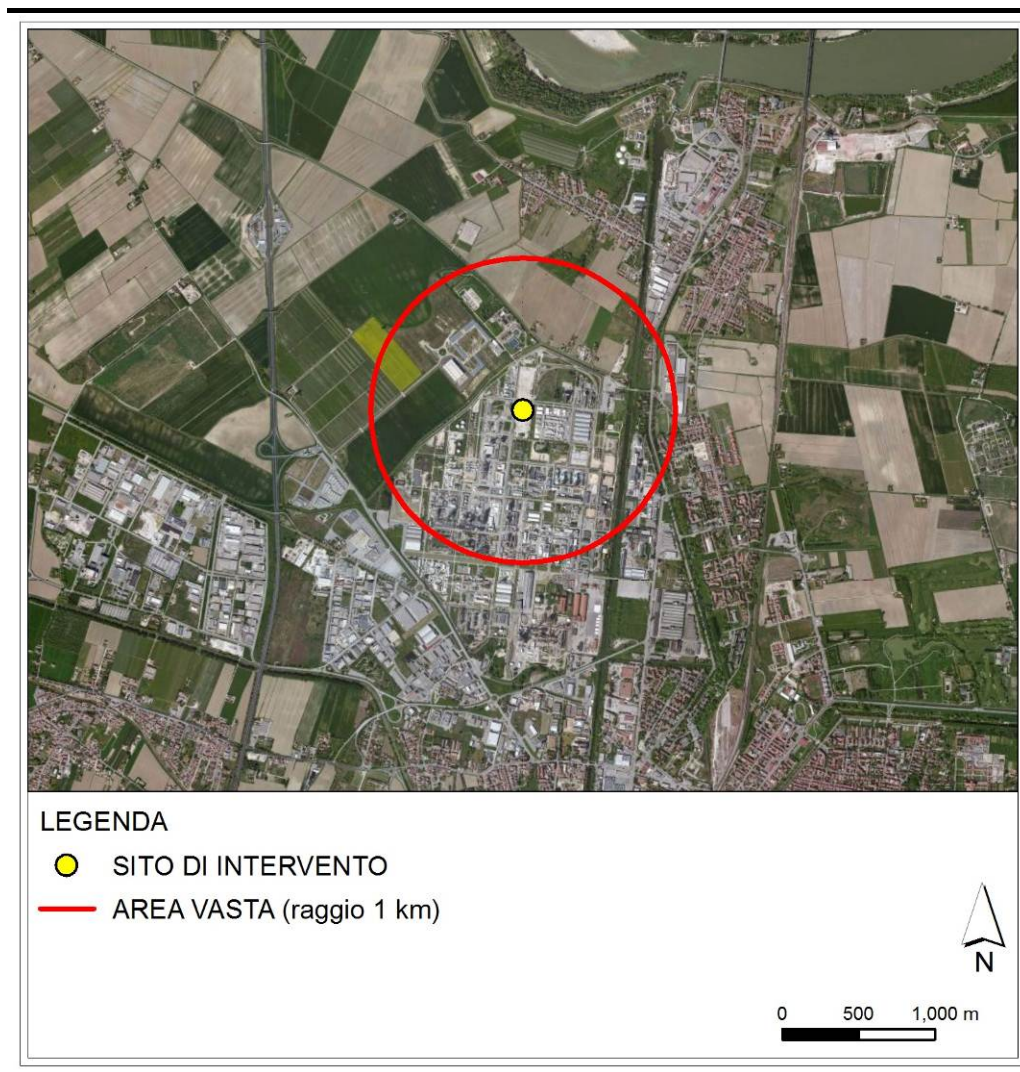 LEGENDA
SITO DI INTERVENTO
AREA VASTA (raggio 1 km)
N
0 500 1,000 m